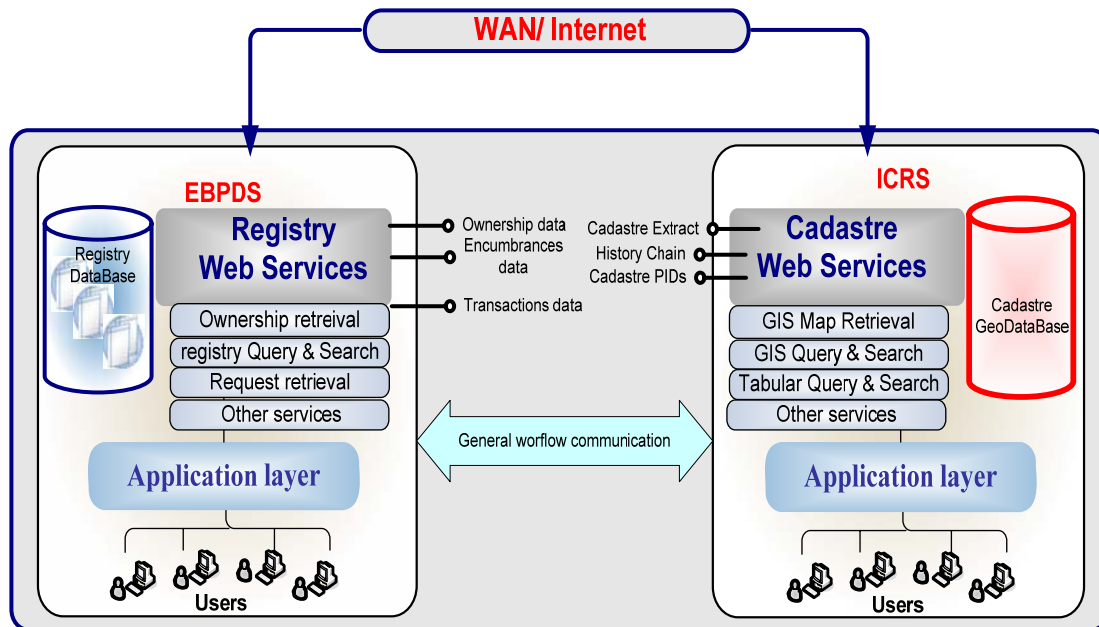 WAN/ Internet
EBPDS
Registry
Web Services
Registry
DataBase
Ownership data
Encumbrances
data
Transactions data
Ownership retreival
registry Query & Search
Request retrieval
Other services
Application layer
Users
General worflow communication
ICRS
Cadastre
Web Services
Cadastre Extract
History Chain
Cadastre PIDs
Cadastre
GeoDataBase
GIS Map Retrieval
GIS Query & Search
Tabular Query & Search
Other services
Application layer
Users